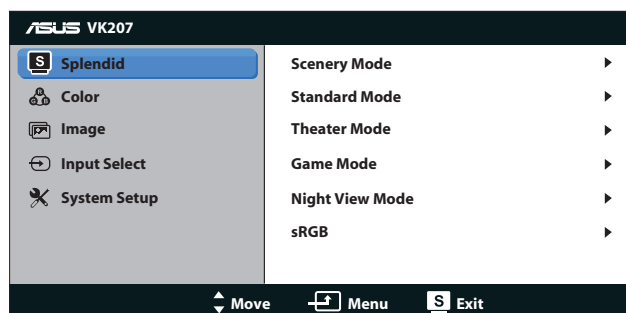 ASUS VK207
S Splendid
Color
Image
Input Select
System Setup
Scenery Mode
Standard Mode
Theater Mode
Game Mode
Night View Mode
sRGB
Move Menu S Exit